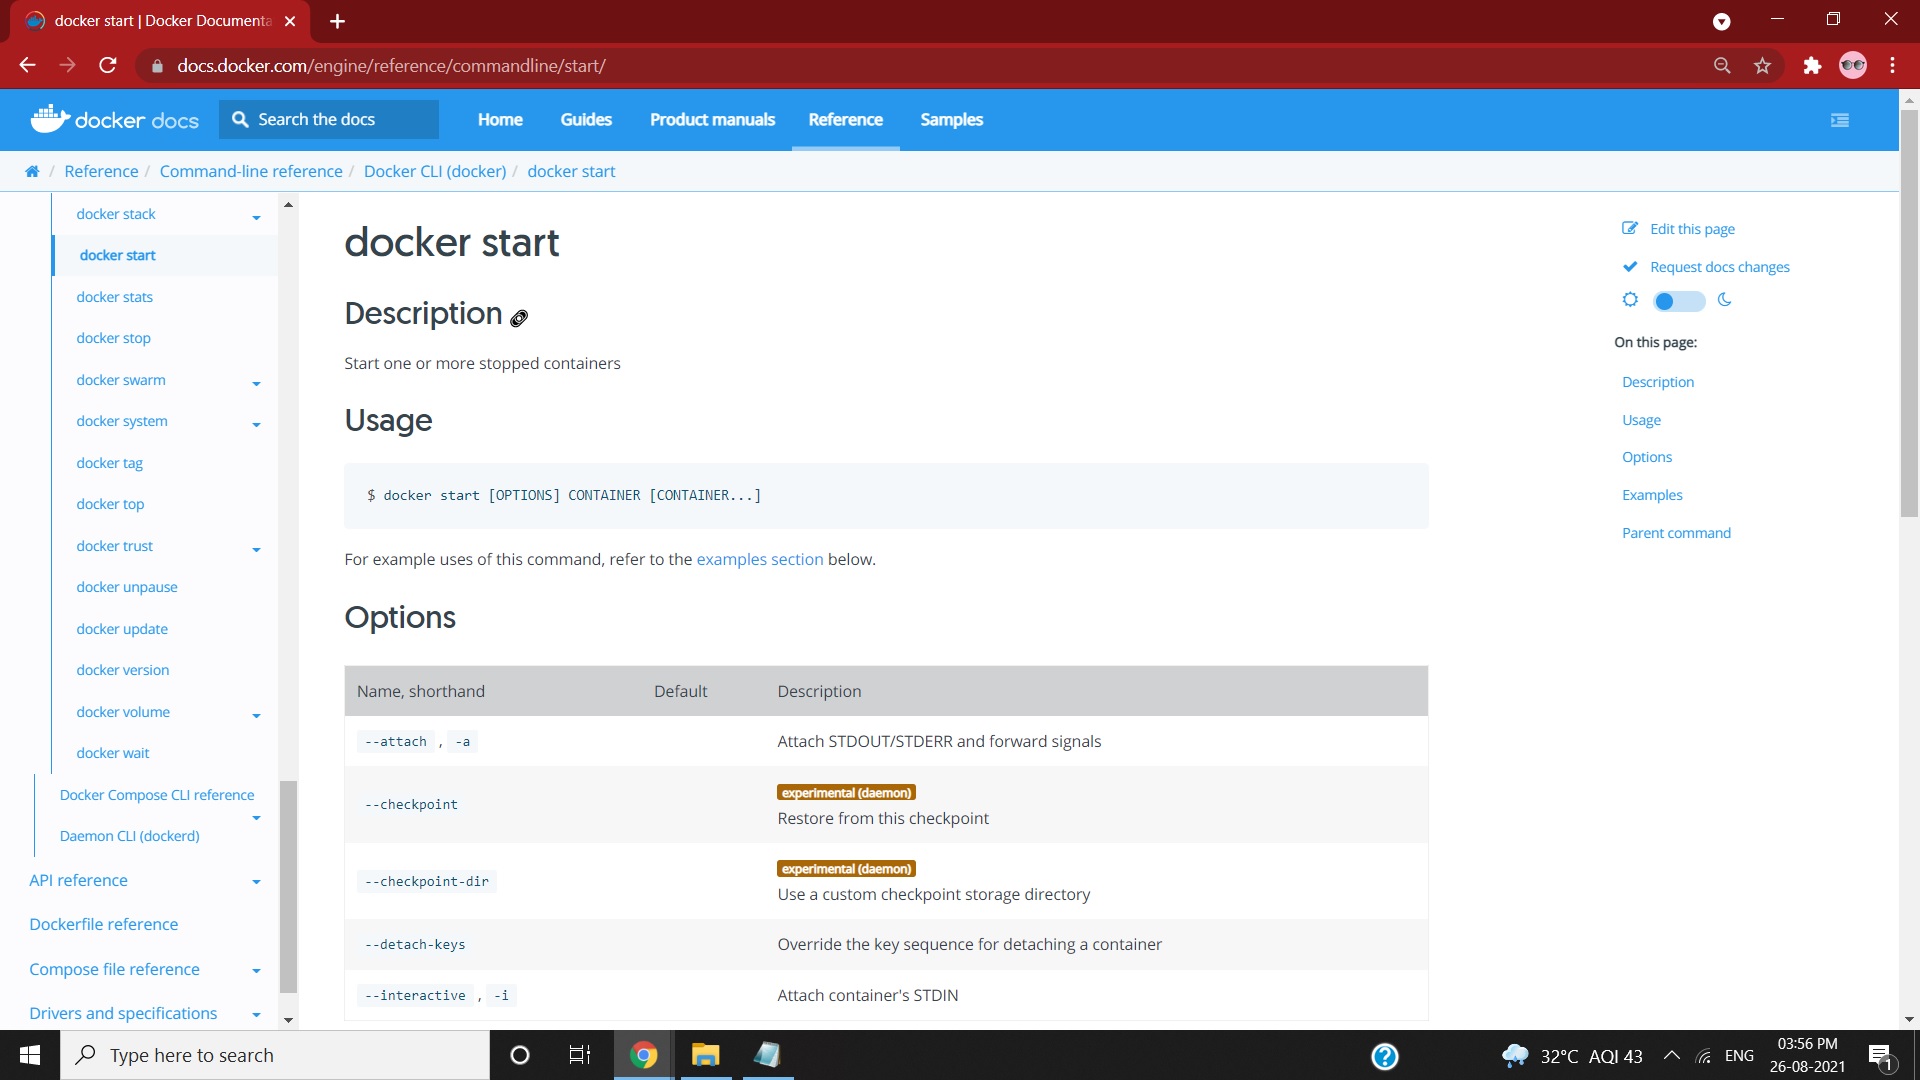 docker start | Docker Documenta
docs.docker.com/engine/reference/commandline/start/
docker docs
Search the docs
Home
Guides
Product manuals
Reference
Samples
/ Reference / Command-line reference / Docker CLI (docker) / docker start
docker stack
docker start
docker stats
docker stop
docker swarm
docker system
docker tag
docker top
docker trust
docker unpause
docker update
docker version
docker volume
docker wait
Docker Compose CLI reference
Daemon CLI (dockerd)
API reference
Dockerfile reference
Compose file reference
Drivers and specifications
docker start
Description
Start one or more stopped containers
Usage
$ docker start [OPTIONS] CONTAINER [CONTAINER...]
For example uses of this command, refer to the examples section below.
Options
Name, shorthand Default Description
--attach , -a Attach STDOUT/STDERR and forward signals
--checkpoint
experimental (daemon)
Restore from this checkpoint
--checkpoint-dir
experimental (daemon)
Use a custom checkpoint storage directory
--detach-keys Override the key sequence for detaching a container
--interactive , -i Attach container's STDIN
Edit this page
Request docs changes
On this page:
Description
Usage
Options
Examples
Parent command
Type here to search
32°C AQI 43
ENG
03:56 PM
26-08-2021
1